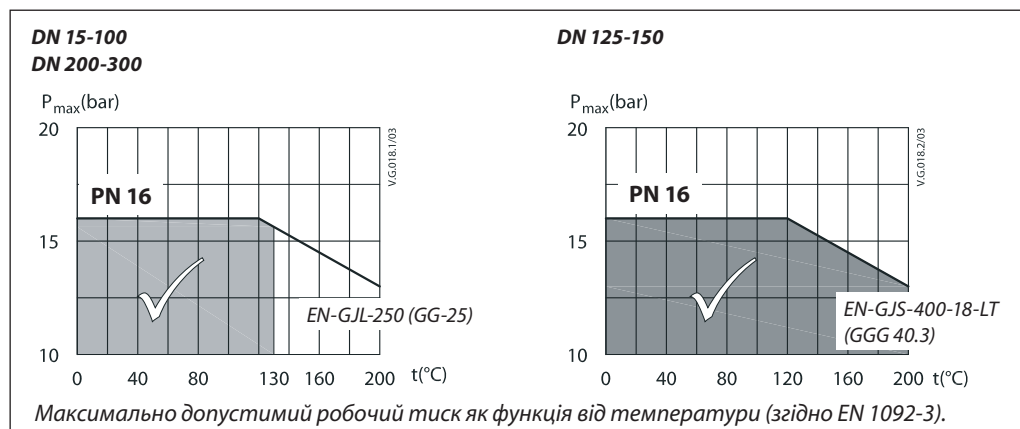 DN 15-100
DN 200-300
Pmax(bar)
20
15
10
PN 16
V.G.018.1/03
EN-GJL-250 (GG-25)
0 40 80 130 160 200 t(°C)
DN 125-150
Pmax(bar)
20
15
10
PN 16
V.G.018.2/03
EN-GJS-400-18-LT
(GGG 40.3)
0 40 80 120 160 200 t(°C)
Максимально допустимий робочий тиск як функція від температури (згідно EN 1092-3).